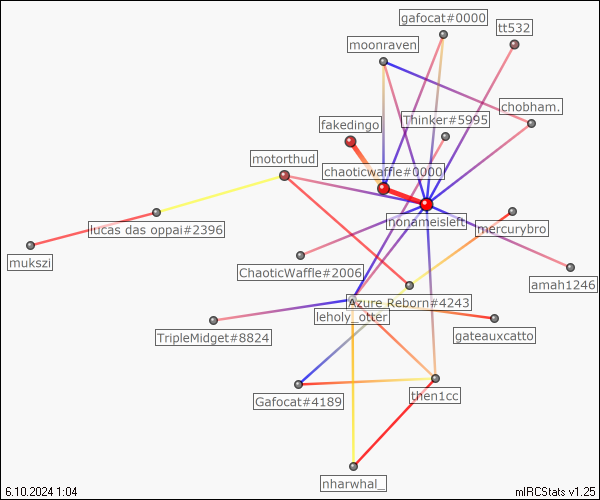 gafocat#0000
tt532
moonraven
chobham.
Thinker#5995
fakedingo
motorthud
chaoticwaffle#0000
nonameisleft
mercurybro
lucas das oppai#2396
mukszi
ChaoticWaffle#2006
amah1246
Azure_Reborn#4243
leholy_otter
TripleMidget#8824
gateauxcatto
Gafocat#4189
then1cc
nharwhal_
6.10.2024 1:04
mIRCStats v1.25